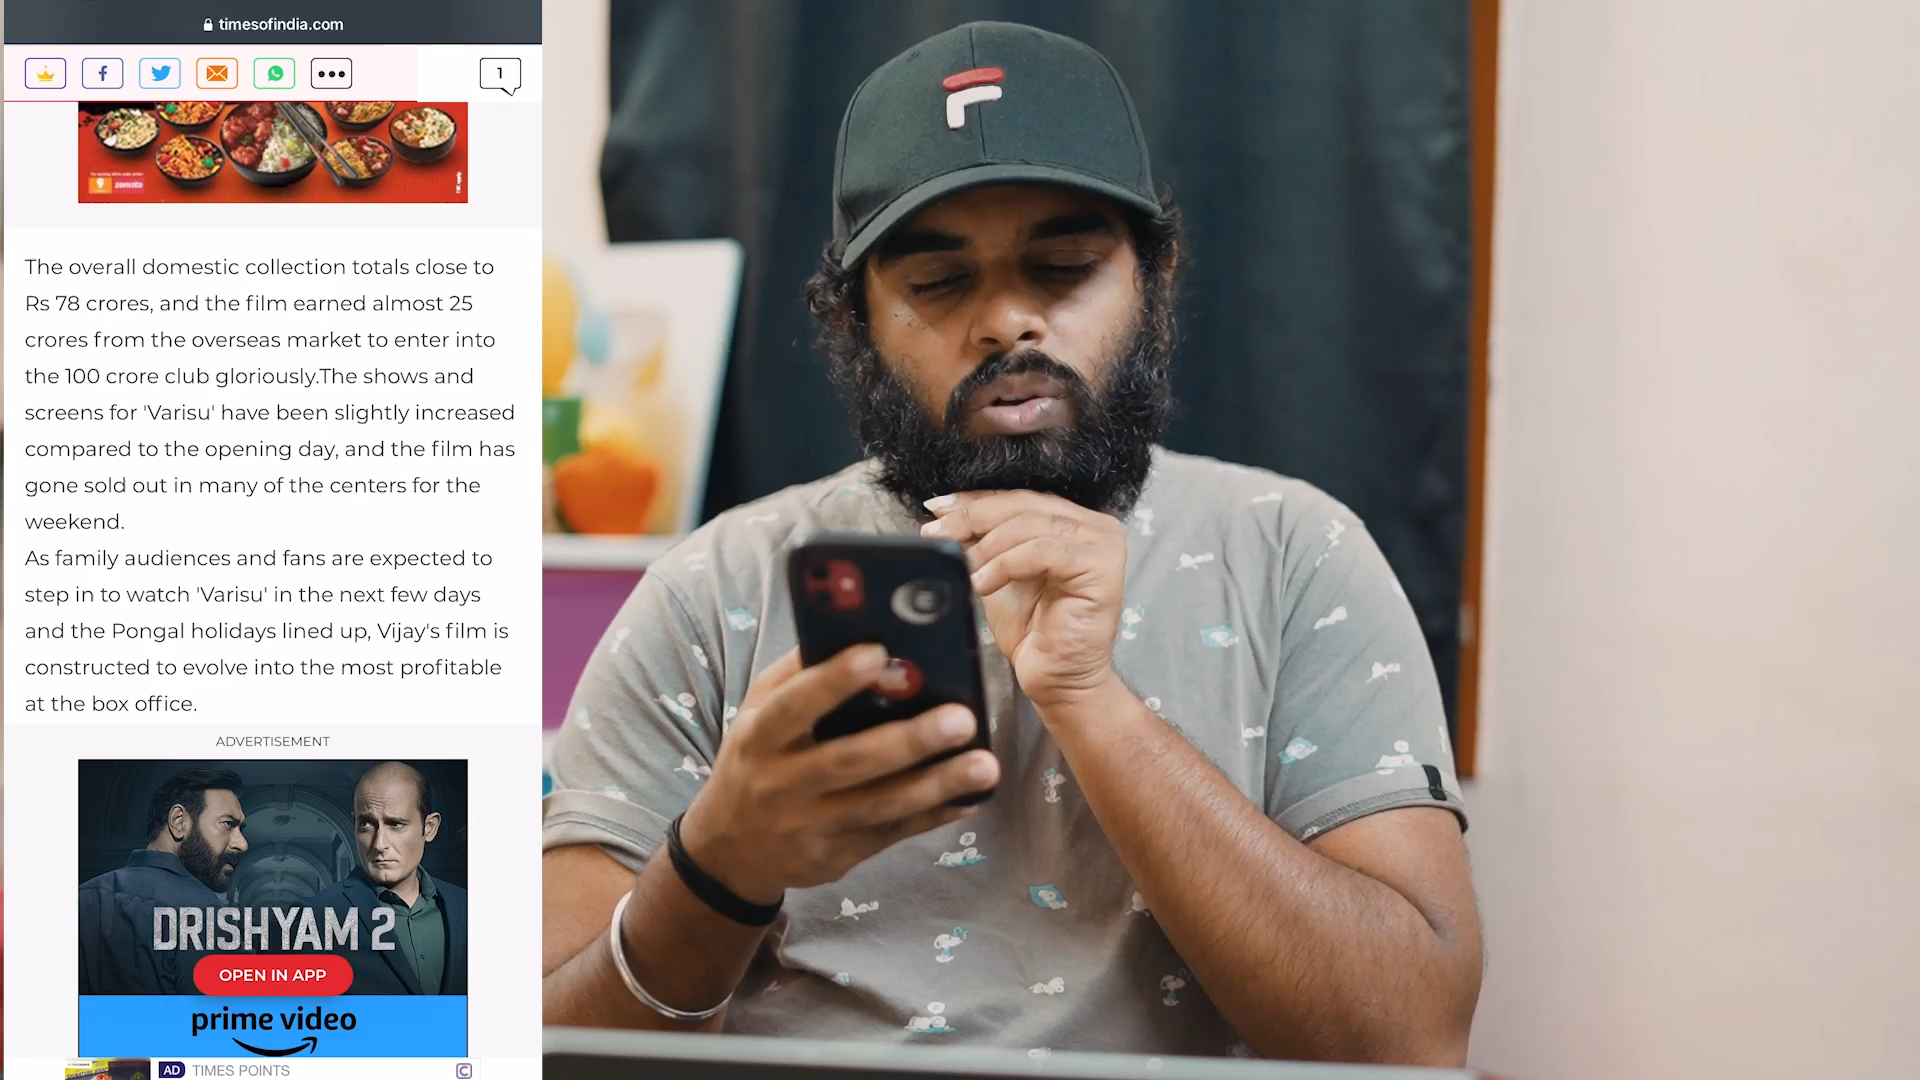 timesofindia.com
1
zomato
The overall domestic collection totals close to
Rs 78 crores, and the film earned almost 25
crores from the overseas market to enter into
the 100 crore club gloriously.The shows and
screens for 'Varisu' have been slightly increased
compared to the opening day, and the film has
gone sold out in many of the centers for the
weekend.
As family audiences and fans are expected to
step in to watch 'Varisu' in the next few days
and the Pongal holidays lined up, Vijay's film is
constructed to evolve into the most profitable
at the box office.
ADVERTISEMENT
DRISHYAM 2
OPEN IN APP
prime video
AD TIMES POINTS